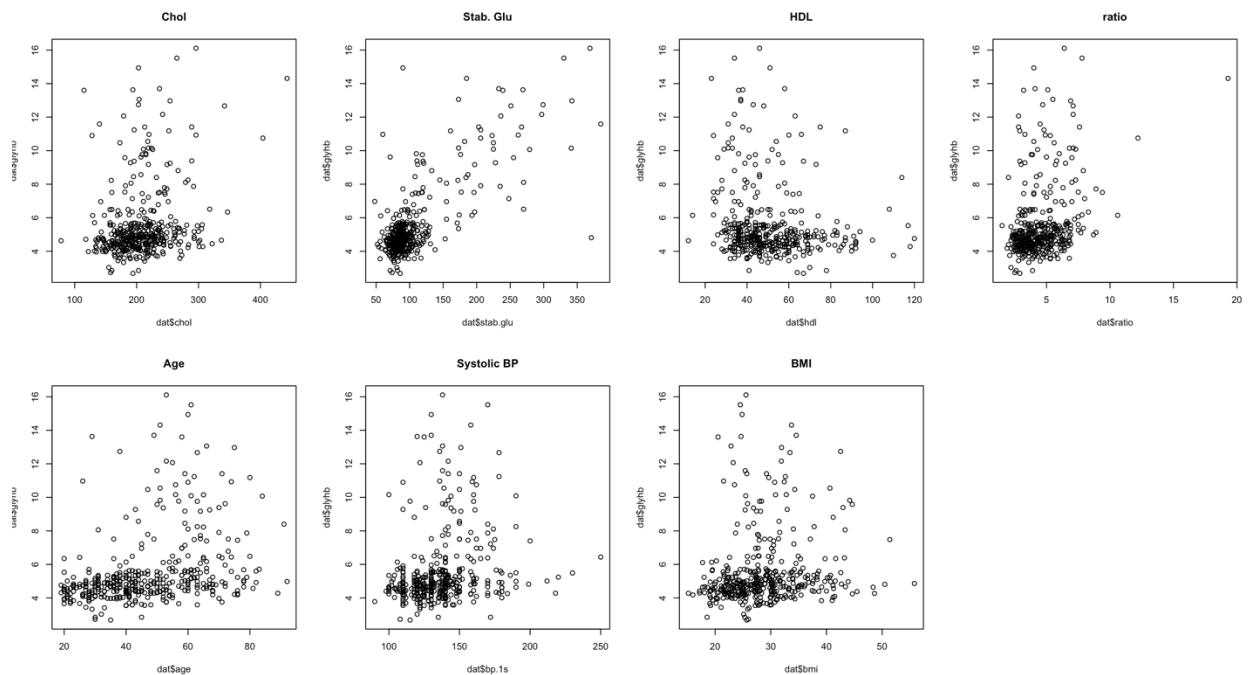 Chol
dat$glyhb
4 6 8 10 12 14 16
100 200 300 400
dat$chol
Stab. Glu
dat$glyhb
4 6 8 10 12 14 16
50 100 150 200 250 300 350
dat$stab.glu
HDL
dat$glyhb
4 6 8 10 12 14 16
20 40 60 80 100 120
dat$hdl
ratio
dat$glyhb
4 6 8 10 12 14 16
5 10 15 20
dat$ratio
Age
dat$glyhb
4 6 8 10 12 14 16
20 40 60 80
dat$age
Systolic BP
dat$glyhb
4 6 8 10 12 14 16
100 150 200 250
dat$bp.1s
BMI
dat$glyhb
4 6 8 10 12 14 16
20 30 40 50
dat$bmi